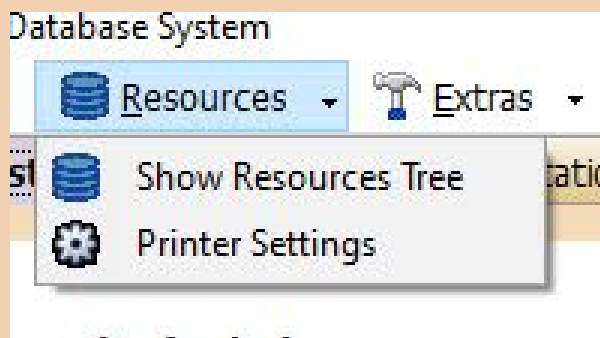 Database System
Resources Extras
Show Resources Tree
Printer Settings